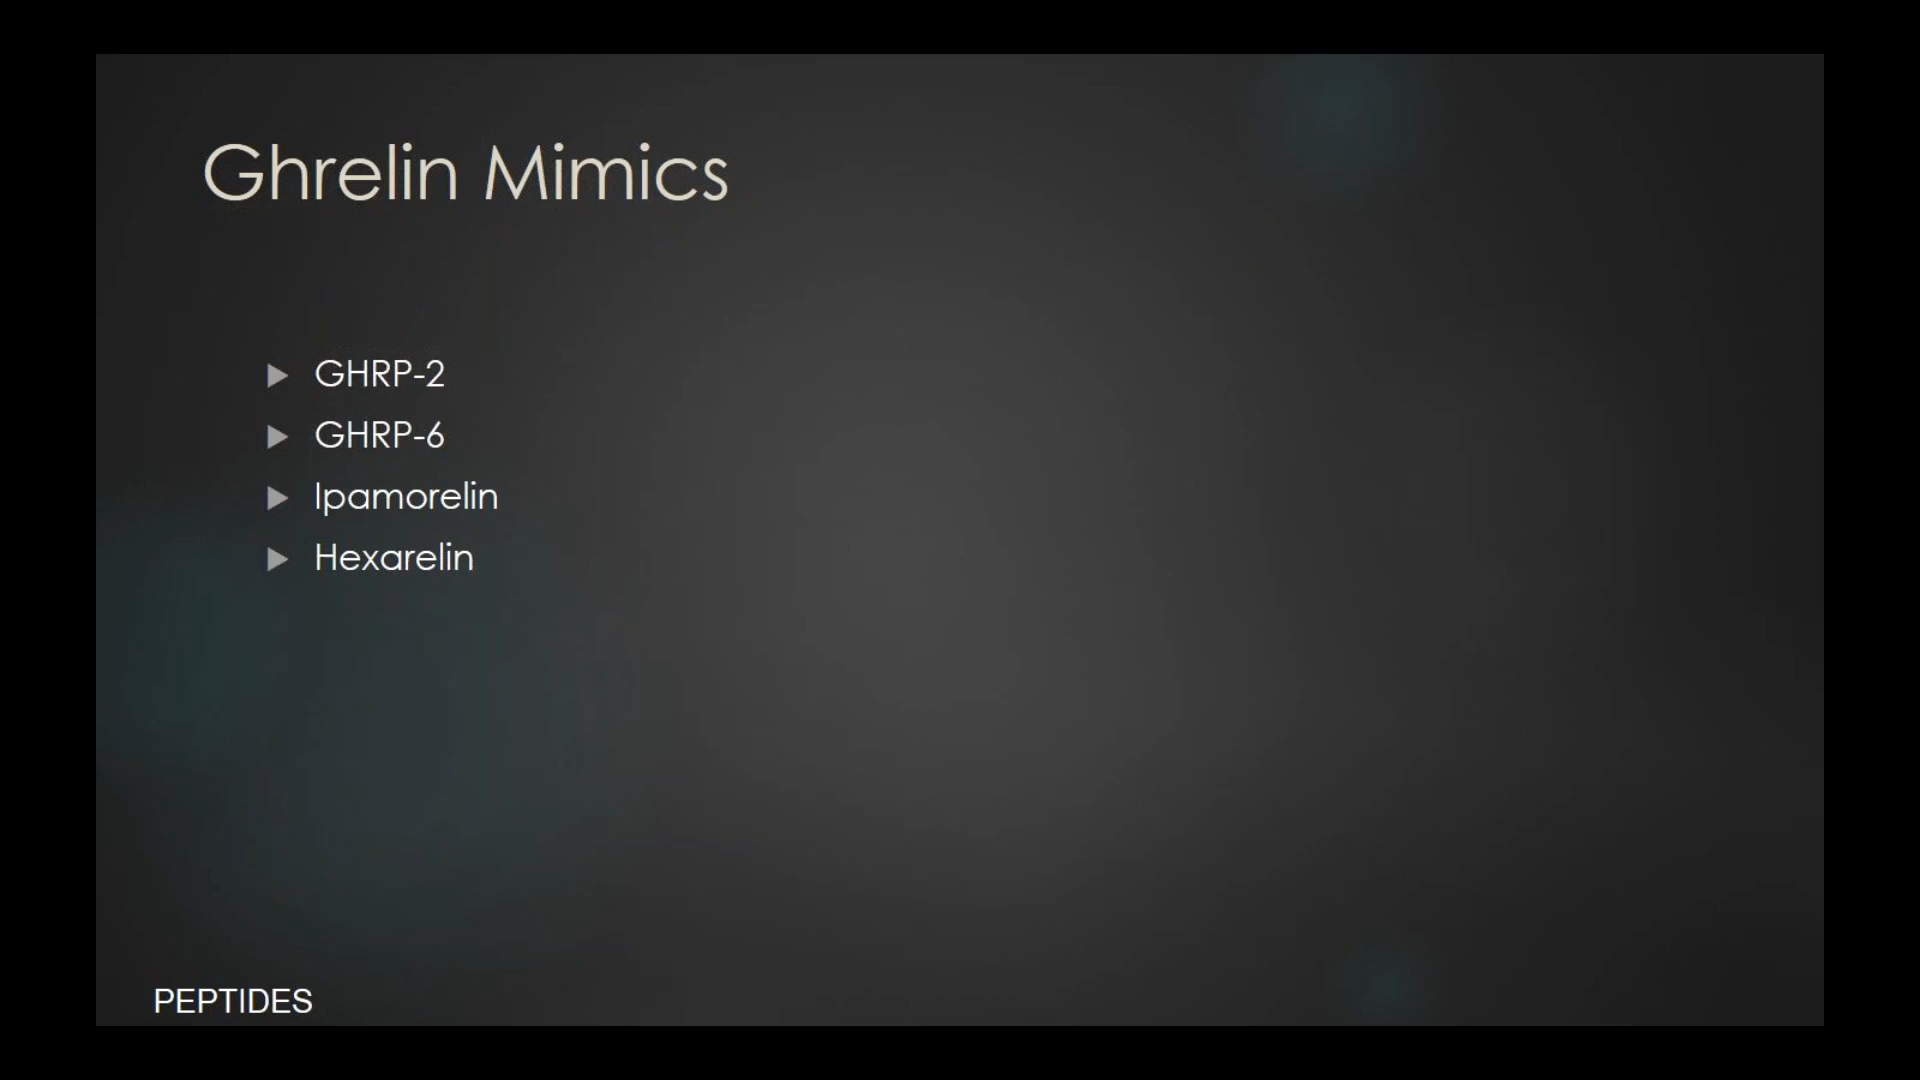 Ghrelin Mimics
GHRP-2
GHRP-6
Ipamorelin
Hexarelin
PEPTIDES